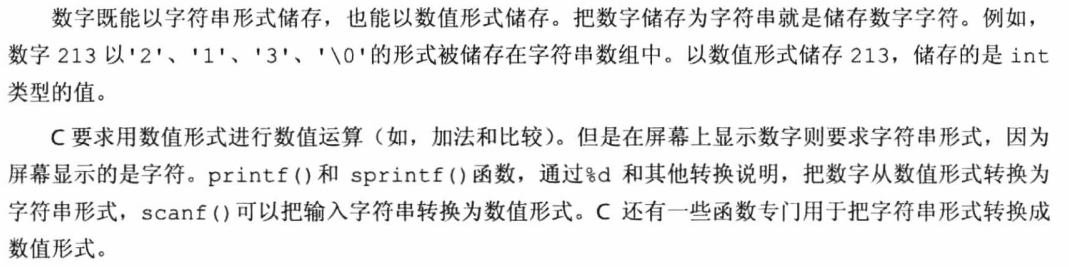 数字既能以字符串形式储存，也能以数值形式储存。把数字储存为字符串就是储存数字字符。例如，
数字 213 以'2'、'1'、'3'、'\0'的形式被储存在字符串数组中。以数值形式储存 213，储存的是 int
类型的值。
C 要求用数值形式进行数值运算（如，加法和比较）。但是在屏幕上显示数字则要求字符串形式，因为
屏幕显示的是字符。printf()和 sprintf()函数，通过%d 和其他转换说明，把数字从数值形式转换为
字符串形式，scanf()可以把输入字符串转换为数值形式。C 还有一些函数专门用于把字符串形式转换成
数值形式。